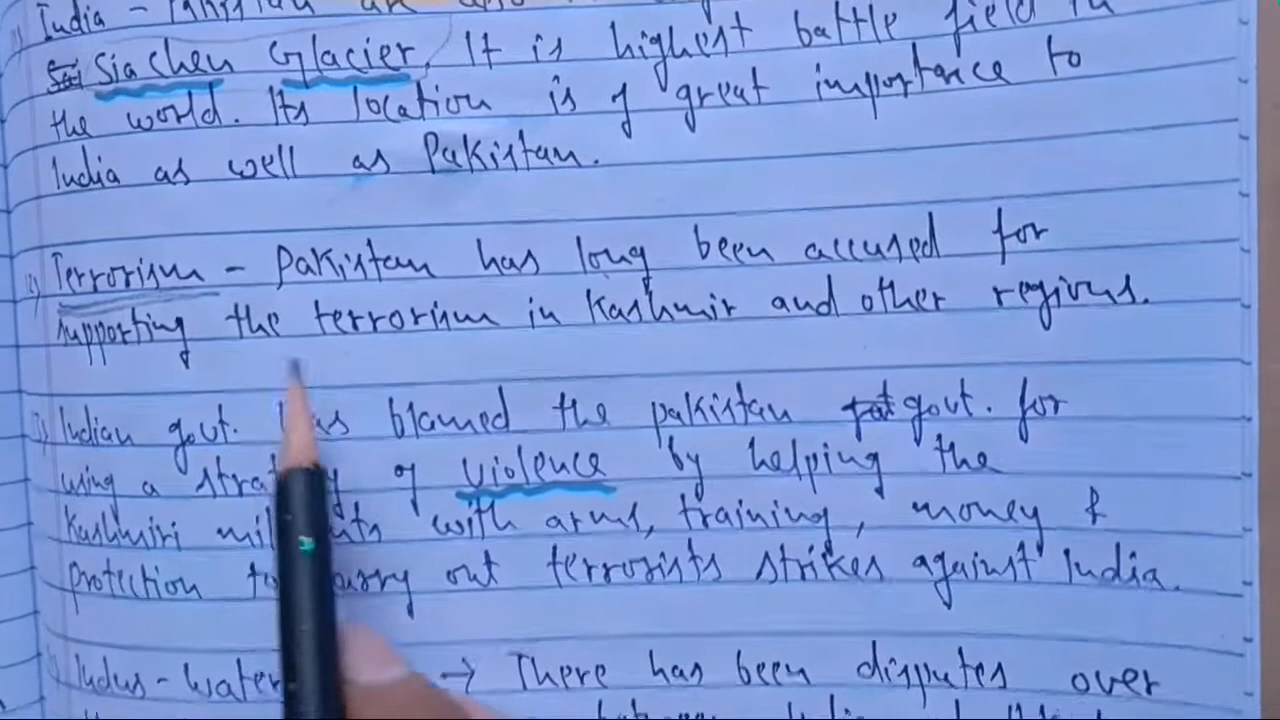 India - Pakistan are also
Siachen Glacier. It is highest battle field in
the world. Its location is of great importance to
India as well as Pakistan.
Terrorism - Pakistan has long been accused for
supporting the terrorism in Kashmir and other regions.
Indian govt. has blamed the pakistan govt. for
using a strategy of violence by helping the
Kashmiri militants with arms, training, money &
protection to carry out terrorists strikes against India.
Indus-Water → There has been disputes over
between India